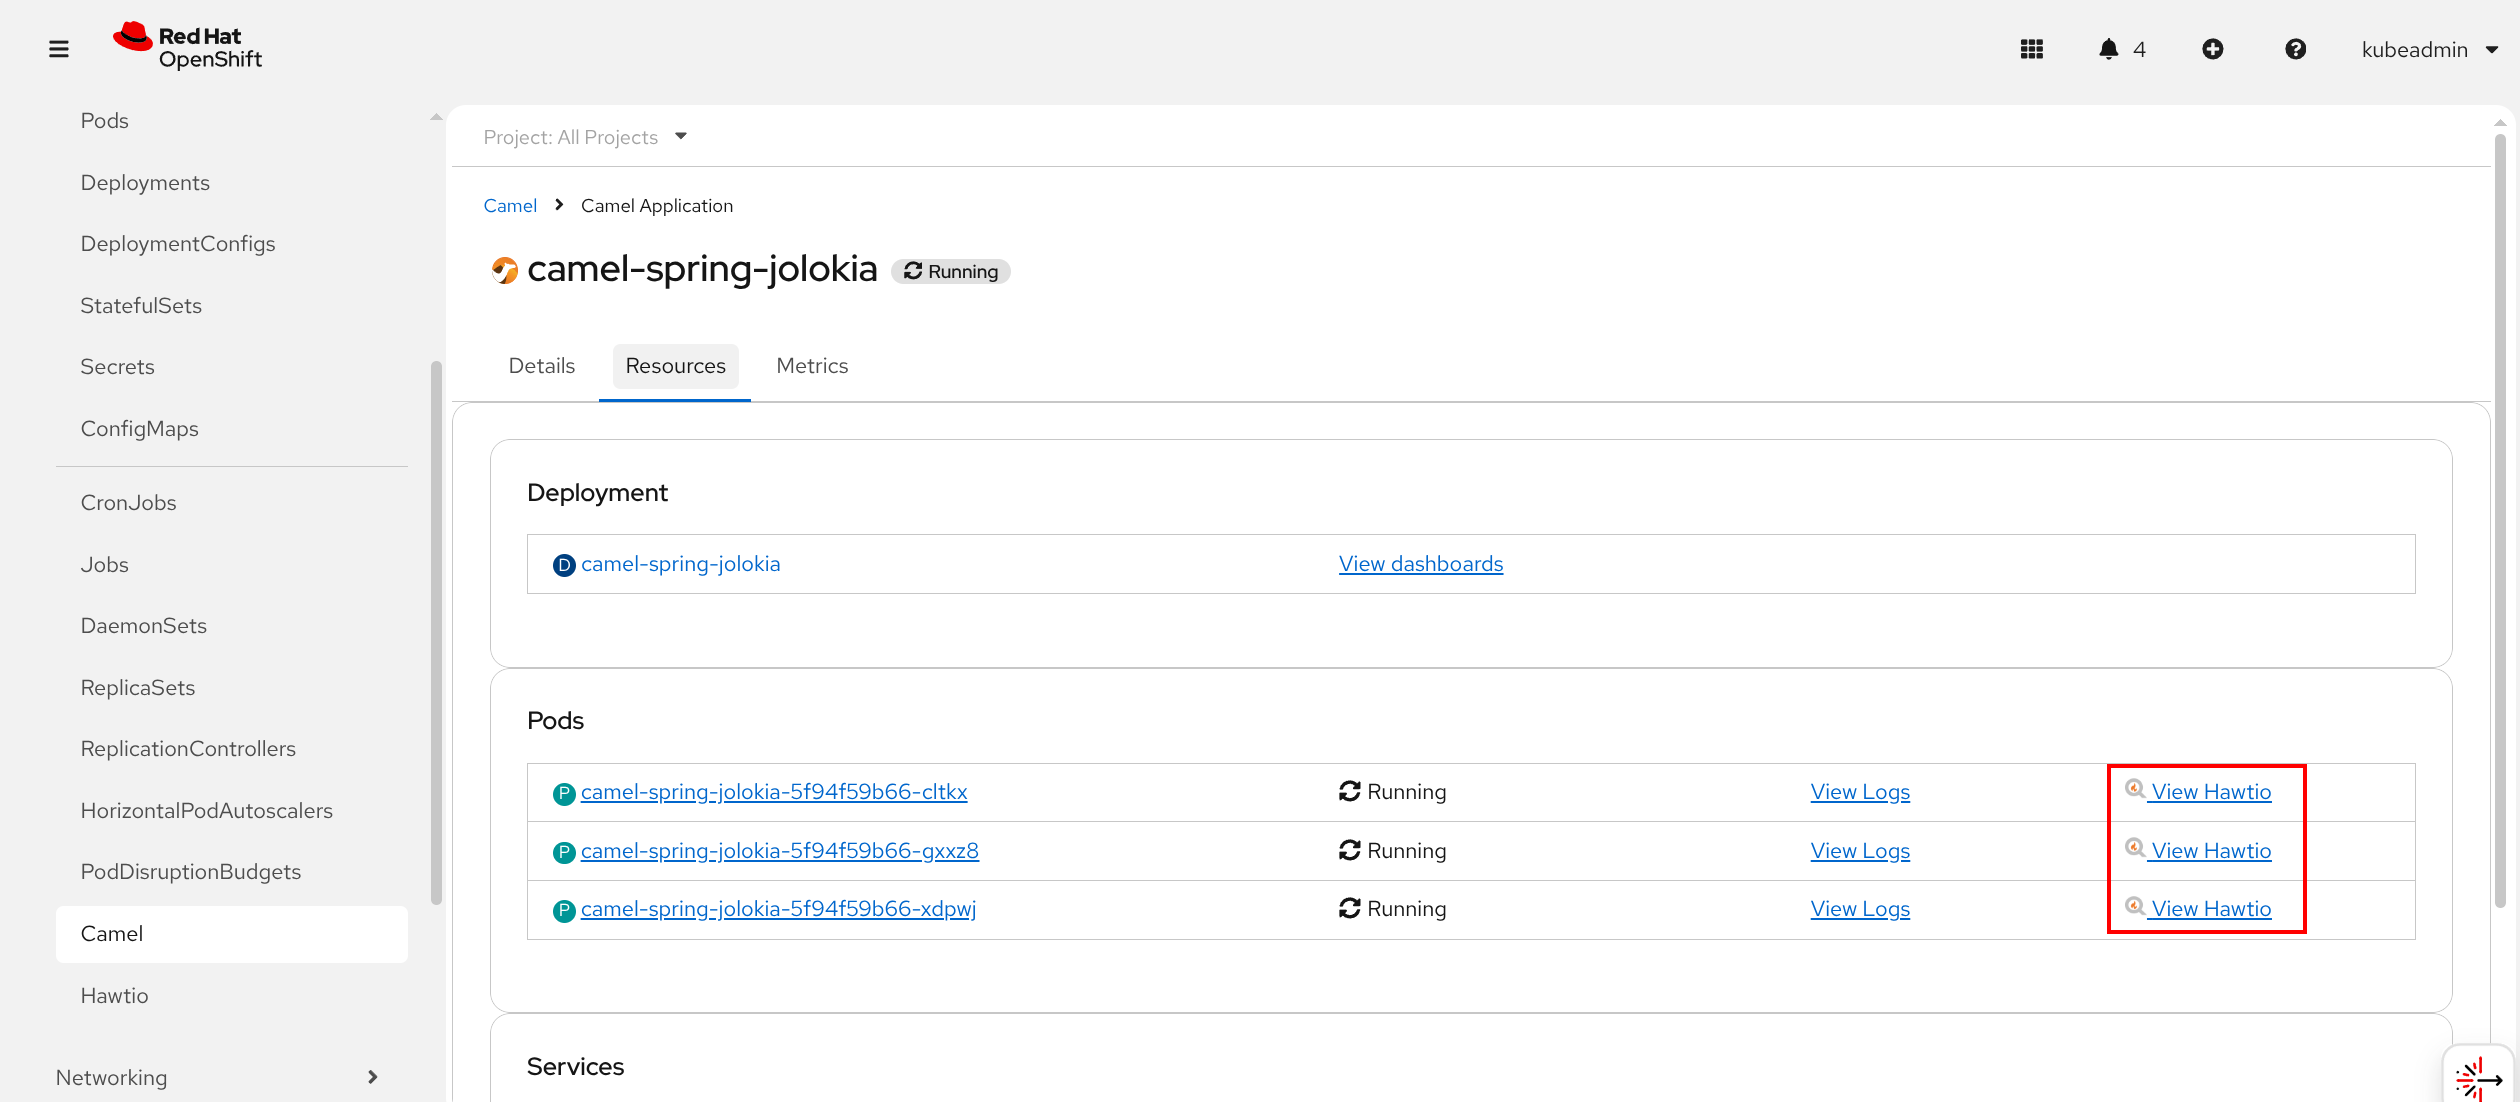 Red Hat
OpenShift
4
kubeadmin
Pods
Deployments
DeploymentConfigs
StatefulSets
Secrets
ConfigMaps
CronJobs
Jobs
DaemonSets
ReplicaSets
ReplicationControllers
HorizontalPodAutoscalers
PodDisruptionBudgets
Camel
Hawtio
Networking
Project: All Projects
Camel Camel Application
camel-spring-jolokia Running
Details Resources Metrics
Deployment
D camel-spring-jolokia View dashboards
Pods
P camel-spring-jolokia-5f94f59b66-cltkx Running View Logs View Hawtio
P camel-spring-jolokia-5f94f59b66-gxxz8 Running View Logs View Hawtio
P camel-spring-jolokia-5f94f59b66-xdpwj Running View Logs View Hawtio
Services